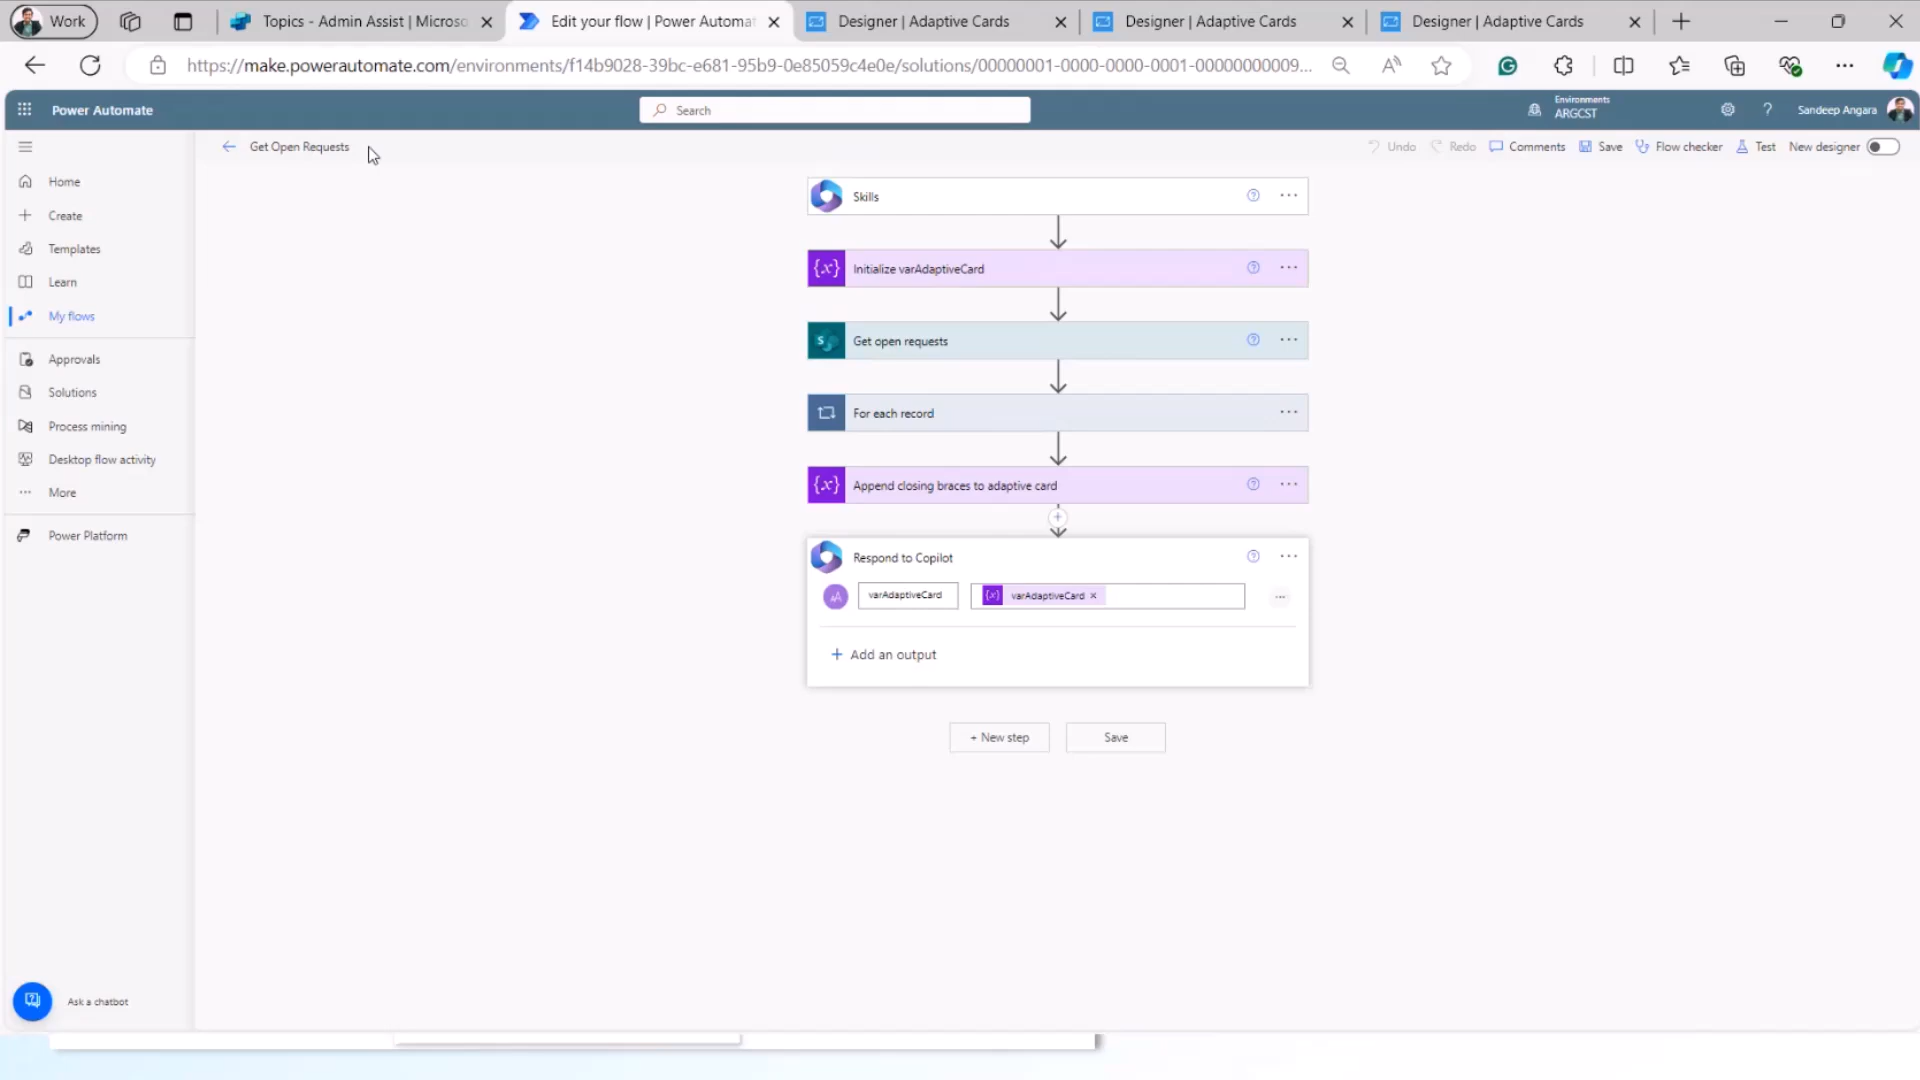 Work
Topics - Admin Assist | Microso
Edit your flow | Power Automat
Designer | Adaptive Cards
Designer | Adaptive Cards
Designer | Adaptive Cards
https://make.powerautomate.com/environments/f14b9028-39bc-e681-95b9-0e85059c4e0e/solutions/00000001-0000-0000-0001-00000000009...
Power Automate
Search
Environments
ARGCST
Sandeep Angara
Get Open Requests
Undo
Redo
Comments
Save
Flow checker
Test
New designer
Home
Create
Templates
Learn
My flows
Approvals
Solutions
Process mining
Desktop flow activity
More
Power Platform
Skills
Initialize varAdaptiveCard
Get open requests
For each record
Append closing braces to adaptive card
Respond to Copilot
varAdaptiveCard
varAdaptiveCard
Add an output
+ New step
Save
Ask a chatbot